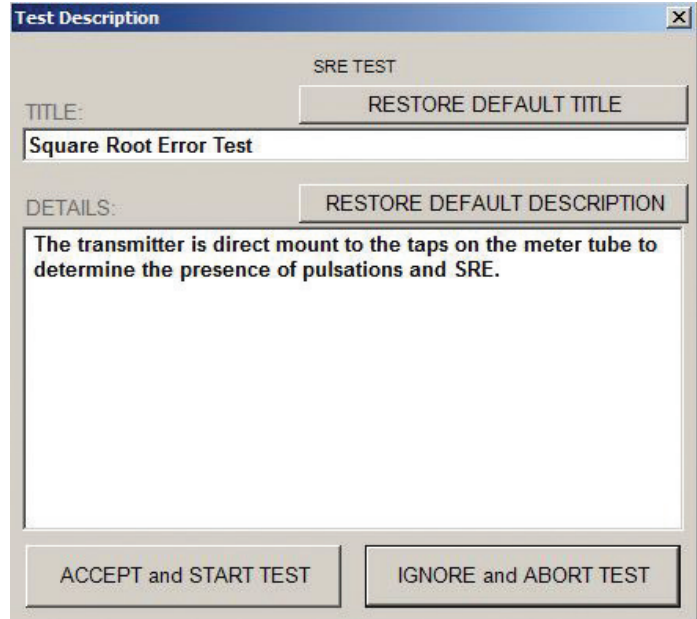 Test Description
SRE TEST
TITLE:
RESTORE DEFAULT TITLE
Square Root Error Test
DETAILS:
RESTORE DEFAULT DESCRIPTION
The transmitter is direct mount to the taps on the meter tube to
determine the presence of pulsations and SRE.
ACCEPT and START TEST
IGNORE and ABORT TEST